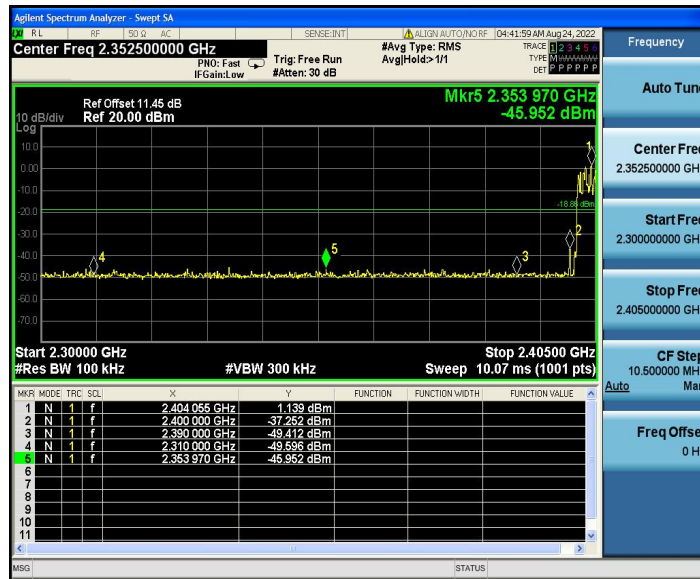 Agilent Spectrum Analyzer - Swept SA
RL RF 50 Ω AC SENSE:INT ALIGN AUTO/NO RF 04:41:59 AM Aug 24, 2022
Center Freq 2.352500000 GHz
PNO: Fast
IFGain:Low
Trig: Free Run
#Atten: 30 dB
#Avg Type: RMS
Avg|Hold:> 1/1
TRACE 1 2 3 4 5 6
TYPE M
DET P P P P P P
Frequency
Auto Tune
Center Freq
2.352500000 GH
Start Freq
2.300000000 GH
Stop Freq
2.405000000 GH
CF Step
10.500000 MH
Auto Ma
Freq Offse
0 H
Ref Offset 11.45 dB
10 dB/div Ref 20.00 dBm
Log
Mkr5 2.353 970 GHz
-45.952 dBm
10.0
0.00
-10.0
-20.0
-30.0
-40.0
-50.0
-60.0
-70.0
-18.86 dBm
1
2
3
4
5
Start 2.30000 GHz Stop 2.40500 GHz
#Res BW 100 kHz #VBW 300 kHz Sweep 10.07 ms (1001 pts)
MKR MODE TRC SCL X Y FUNCTION FUNCTION WIDTH FUNCTION VALUE
1 N 1 f 2.404 055 GHz 1.139 dBm
2 N 1 f 2.400 000 GHz -37.252 dBm
3 N 1 f 2.390 000 GHz -49.412 dBm
4 N 1 f 2.310 000 GHz -49.596 dBm
5 N 1 f 2.353 970 GHz -45.952 dBm
6
7
8
9
10
11
MSG STATUS